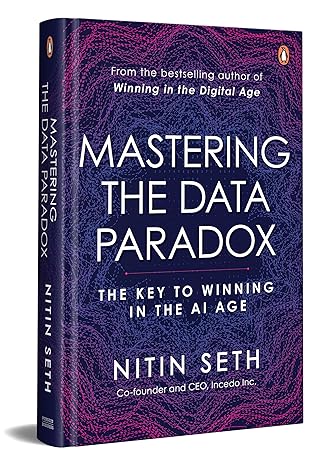 From the bestselling author of
Winning in the Digital Age
MASTERING
THE DATA
PARADOX
THE KEY TO WINNING
IN THE AI AGE
NITIN SETH
Co-founder and CEO, Incedo Inc.
MASTERING
THE DATA PARADOX
NITIN SETH